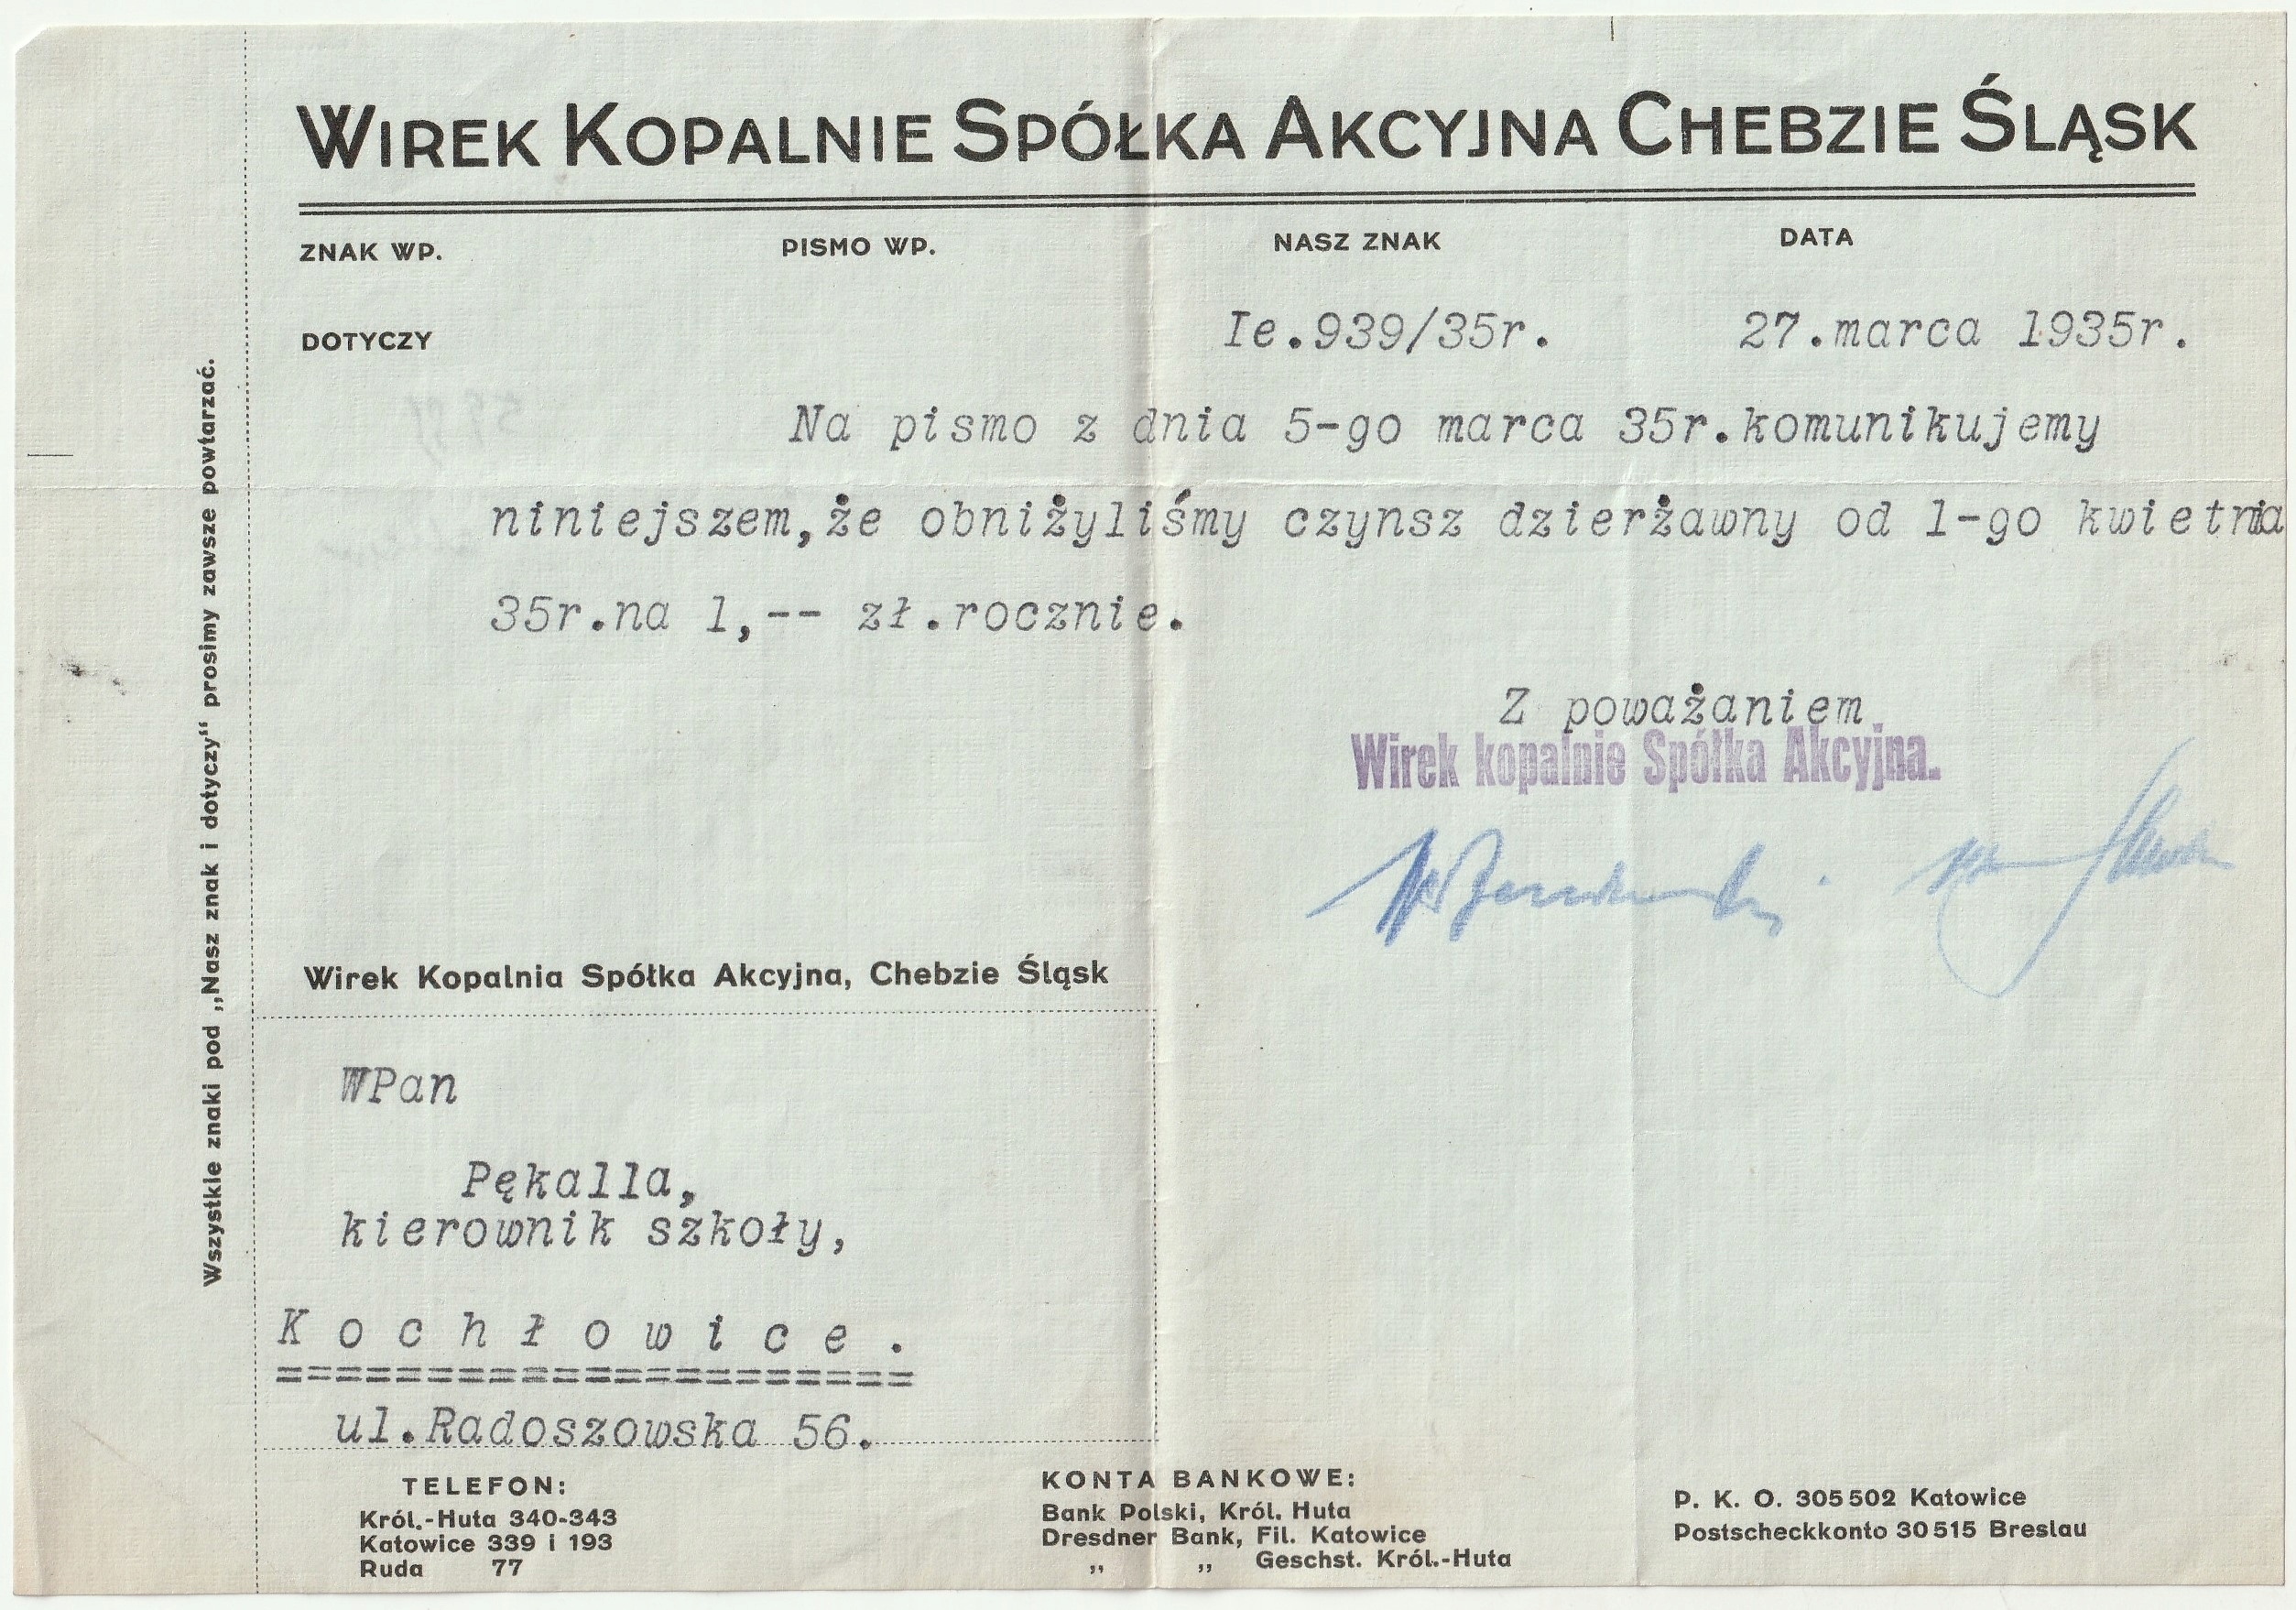 WIREK KOPALNIE SPÓŁKA AKCYJNA CHEBZIE ŚLĄSK
ZNAK WP. PISMO WP. NASZ ZNAK DATA
Ie.939/35r. 27.marca 1935r.
DOTYCZY
Na pismo z dnia 5-go marca 35r.komunikujemy
niniejszem,że obniżyliśmy czynsz dzierżawny od 1-go kwietnia
35r.na 1,-- zł.rocznie.
Z poważaniem
Wirek kopalnie Spółka Akcyjna.
Wszystkie znaki pod „Nasz znak i dotyczy" prosimy zawsze powtarzać.
Wirek Kopalnia Spółka Akcyjna, Chebzie Śląsk
WPan
Pękalla,
kierownik szkoły,
K o c h ł o w i c e .
=====================
ul.Radoszowska 56.
TELEFON:
Król.-Huta 340-343
Katowice 339 i 193
Ruda 77
KONTA BANKOWE:
Bank Polski, Król. Huta
Dresdner Bank, Fil. Katowice
„ „ Geschst. Król.-Huta
P. K. O. 305502 Katowice
Postscheckkonto 30515 Breslau